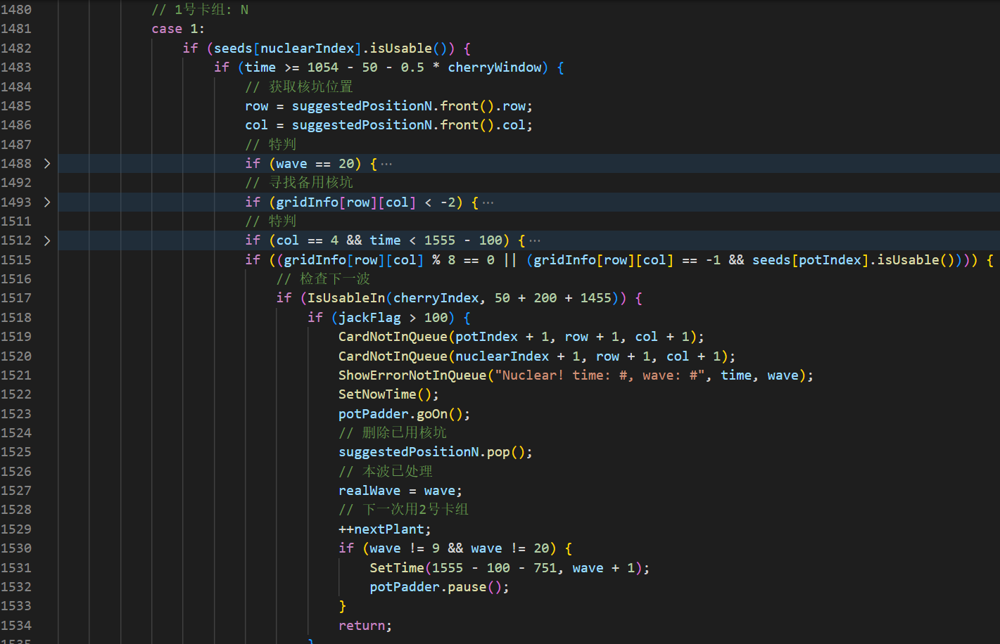 1480 // 1号卡组: N
1481 case 1:
1482 if (seeds[nuclearIndex].isUsable()) {
1483 if (time >= 1054 - 50 - 0.5 * cherryWindow) {
1484 // 获取核坑位置
1485 row = suggestedPositionN.front().row;
1486 col = suggestedPositionN.front().col;
1487 // 特判
1488 if (wave == 20) {···
1492 // 寻找备用核坑
1493 if (gridInfo[row][col] < -2) {···
1511 // 特判
1512 if (col == 4 && time < 1555 - 100) {···
1515 if ((gridInfo[row][col] % 8 == 0 || (gridInfo[row][col] == -1 && seeds[potIndex].isUsable()))) {
1516 // 检查下一波
1517 if (IsUsableIn(cherryIndex, 50 + 200 + 1455)) {
1518 if (jackFlag > 100) {
1519 CardNotInQueue(potIndex + 1, row + 1, col + 1);
1520 CardNotInQueue(nuclearIndex + 1, row + 1, col + 1);
1521 ShowErrorNotInQueue("Nuclear! time: #, wave: #", time, wave);
1522 SetNowTime();
1523 potPadder.goOn();
1524 // 删除已用核坑
1525 suggestedPositionN.pop();
1526 // 本波已处理
1527 realWave = wave;
1528 // 下一次用2号卡组
1529 ++nextPlant;
1530 if (wave != 9 && wave != 20) {
1531 SetTime(1555 - 100 - 751, wave + 1);
1532 potPadder.pause();
1533 }
1534 return;